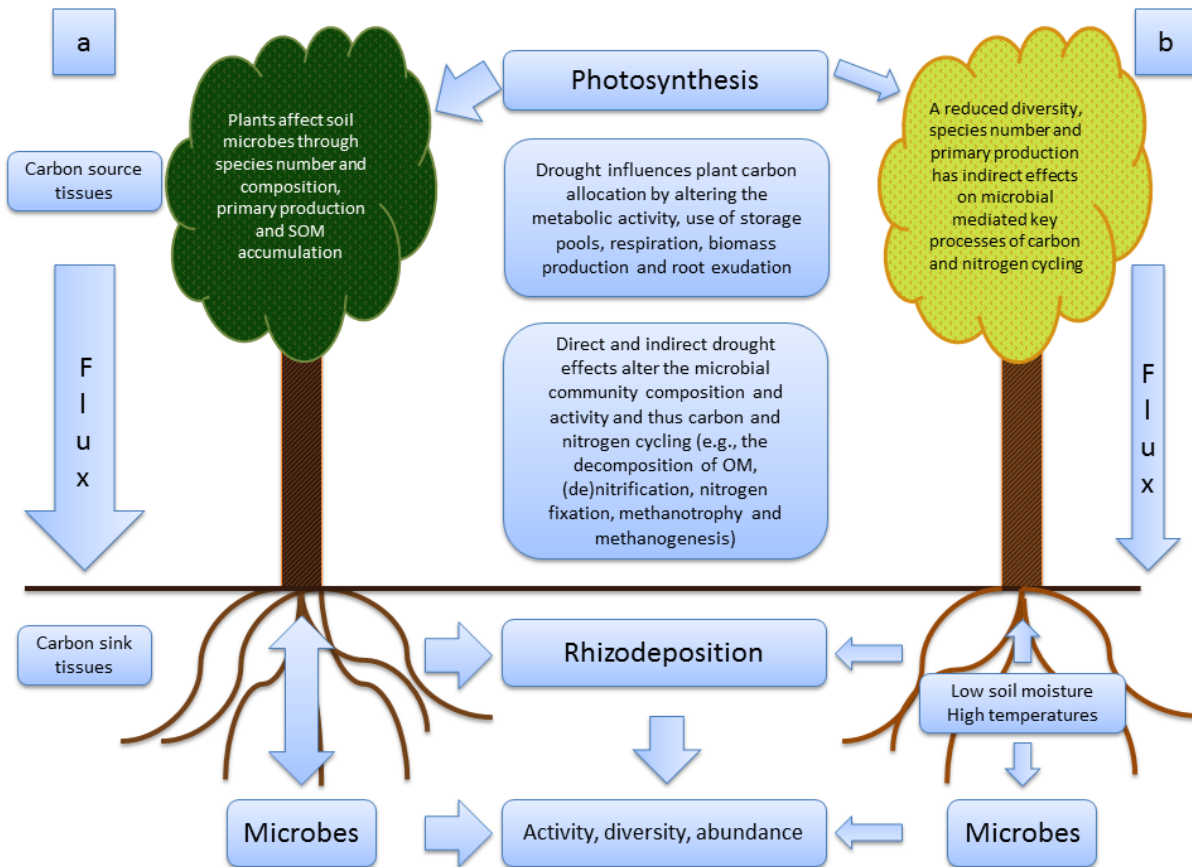 a
b
Photosynthesis
Plants affect soil
microbes through
species number and
composition,
primary production
and SOM
accumulation
A reduced diversity,
species number and
primary production
has indirect effects
on microbial
mediated key
processes of carbon
and nitrogen cycling
Carbon source
tissues
Drought influences plant carbon
allocation by altering the
metabolic activity, use of storage
pools, respiration, biomass
production and root exudation
Flux
Direct and indirect drought
effects alter the microbial
community composition and
activity and thus carbon and
nitrogen cycling (e.g., the
decomposition of OM,
(de)nitrification, nitrogen
fixation, methanotrophy and
methanogenesis)
Flux
Carbon sink
tissues
Rhizodeposition
Low soil moisture
High temperatures
Microbes
Activity, diversity, abundance
Microbes